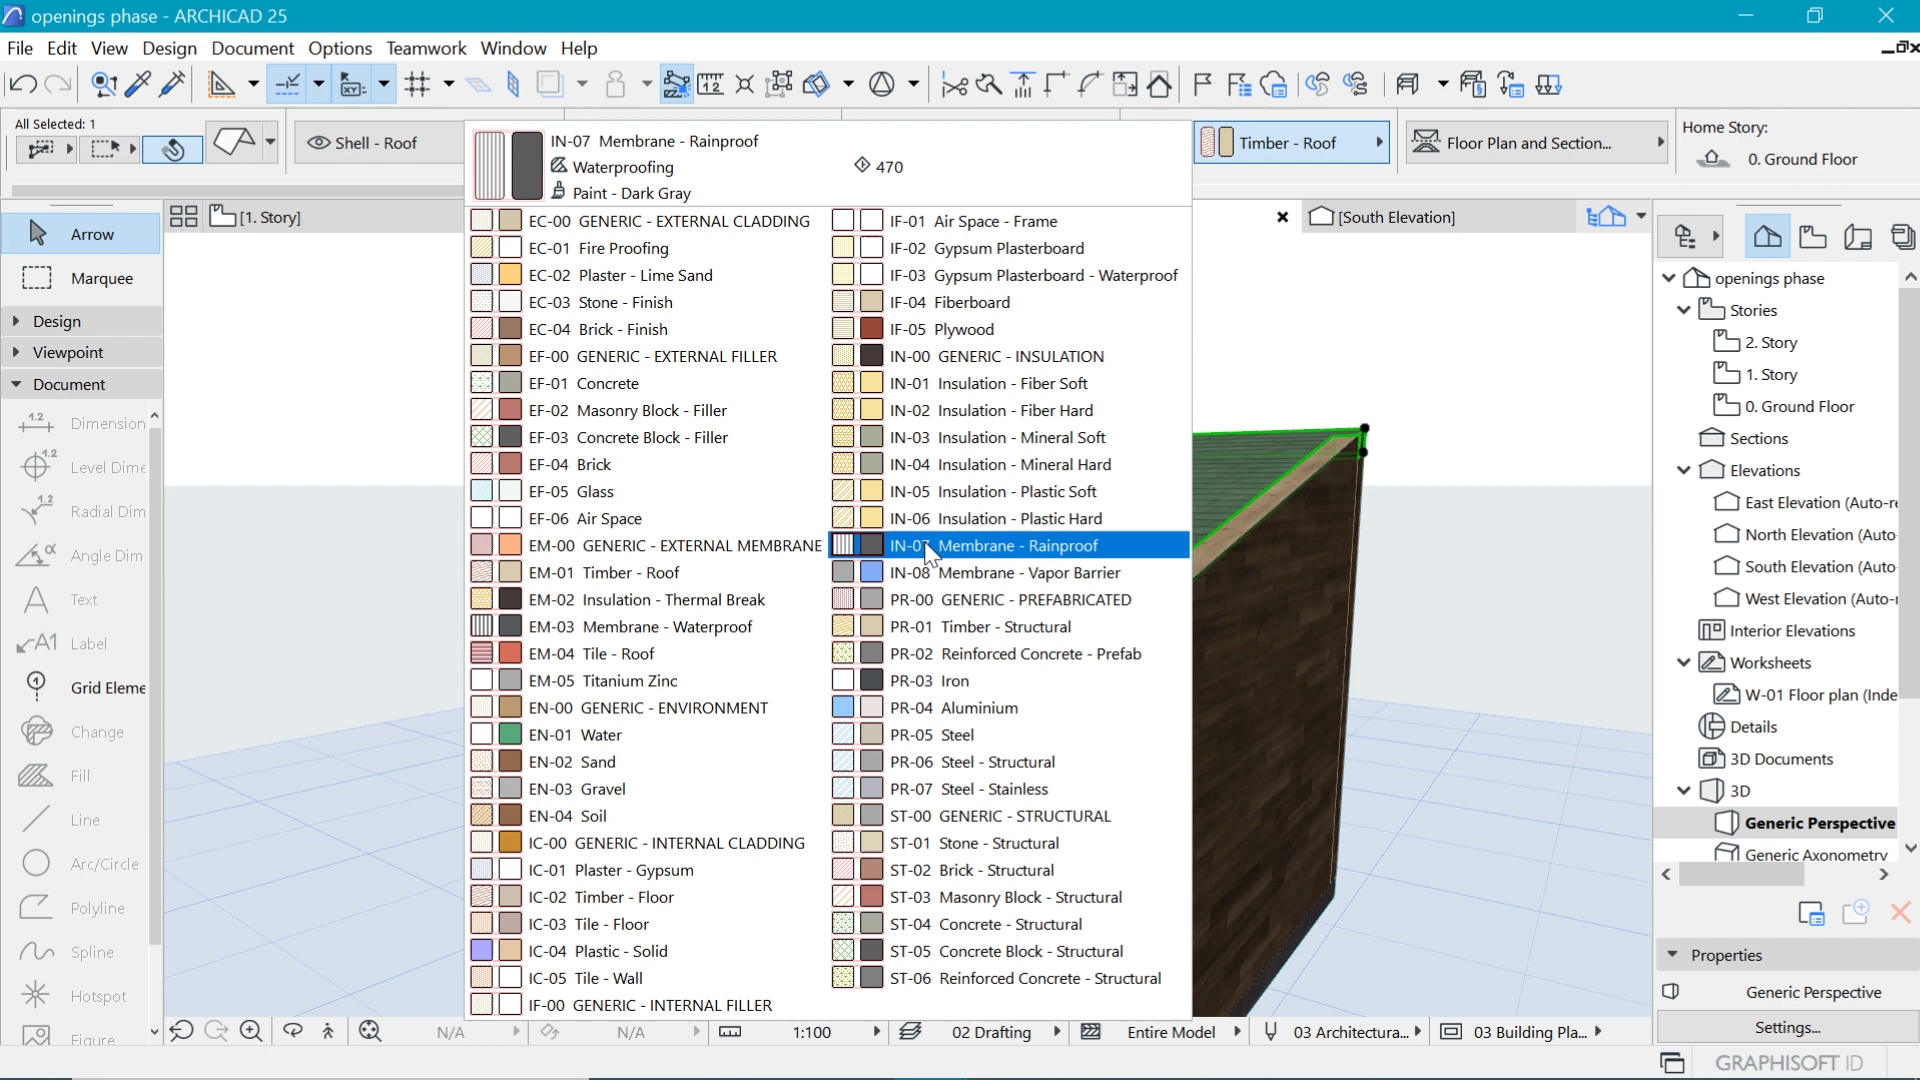 openings phase - ARCHICAD 25
File Edit View Design Document Options Teamwork Window Help
All Selected: 1
Shell - Roof
IN-07 Membrane - Rainproof
Waterproofing
470
Paint - Dark Gray
Timber - Roof
Floor Plan and Section...
Home Story:
0. Ground Floor
[1. Story]
[South Elevation]
Arrow
Marquee
Design
Viewpoint
Document
1.2
Dimension
1.2
Level Dime
1.2
Radial Dim
Angle Dim
Text
A1
Label
Grid Eleme
Change
Fill
Line
Arc/Circle
Polyline
Spline
Hotspot
Figure
EC-00 GENERIC - EXTERNAL CLADDING
EC-01 Fire Proofing
EC-02 Plaster - Lime Sand
EC-03 Stone - Finish
EC-04 Brick - Finish
EF-00 GENERIC - EXTERNAL FILLER
EF-01 Concrete
EF-02 Masonry Block - Filler
EF-03 Concrete Block - Filler
EF-04 Brick
EF-05 Glass
EF-06 Air Space
EM-00 GENERIC - EXTERNAL MEMBRANE
EM-01 Timber - Roof
EM-02 Insulation - Thermal Break
EM-03 Membrane - Waterproof
EM-04 Tile - Roof
EM-05 Titanium Zinc
EN-00 GENERIC - ENVIRONMENT
EN-01 Water
EN-02 Sand
EN-03 Gravel
EN-04 Soil
IC-00 GENERIC - INTERNAL CLADDING
IC-01 Plaster - Gypsum
IC-02 Timber - Floor
IC-03 Tile - Floor
IC-04 Plastic - Solid
IC-05 Tile - Wall
IF-00 GENERIC - INTERNAL FILLER
IF-01 Air Space - Frame
IF-02 Gypsum Plasterboard
IF-03 Gypsum Plasterboard - Waterproof
IF-04 Fiberboard
IF-05 Plywood
IN-00 GENERIC - INSULATION
IN-01 Insulation - Fiber Soft
IN-02 Insulation - Fiber Hard
IN-03 Insulation - Mineral Soft
IN-04 Insulation - Mineral Hard
IN-05 Insulation - Plastic Soft
IN-06 Insulation - Plastic Hard
IN-07 Membrane - Rainproof
IN-08 Membrane - Vapor Barrier
PR-00 GENERIC - PREFABRICATED
PR-01 Timber - Structural
PR-02 Reinforced Concrete - Prefab
PR-03 Iron
PR-04 Aluminium
PR-05 Steel
PR-06 Steel - Structural
PR-07 Steel - Stainless
ST-00 GENERIC - STRUCTURAL
ST-01 Stone - Structural
ST-02 Brick - Structural
ST-03 Masonry Block - Structural
ST-04 Concrete - Structural
ST-05 Concrete Block - Structural
ST-06 Reinforced Concrete - Structural
openings phase
Stories
2. Story
1. Story
0. Ground Floor
Sections
Elevations
East Elevation (Auto-re
North Elevation (Auto
South Elevation (Auto
West Elevation (Auto-
Interior Elevations
Worksheets
W-01 Floor plan (Inde
Details
3D Documents
3D
Generic Perspective
Generic Axonometry
Properties
Generic Perspective
Settings...
N/A
N/A
1:100
02 Drafting
Entire Model
03 Architectura...
03 Building Pla...
GRAPHISOFT ID